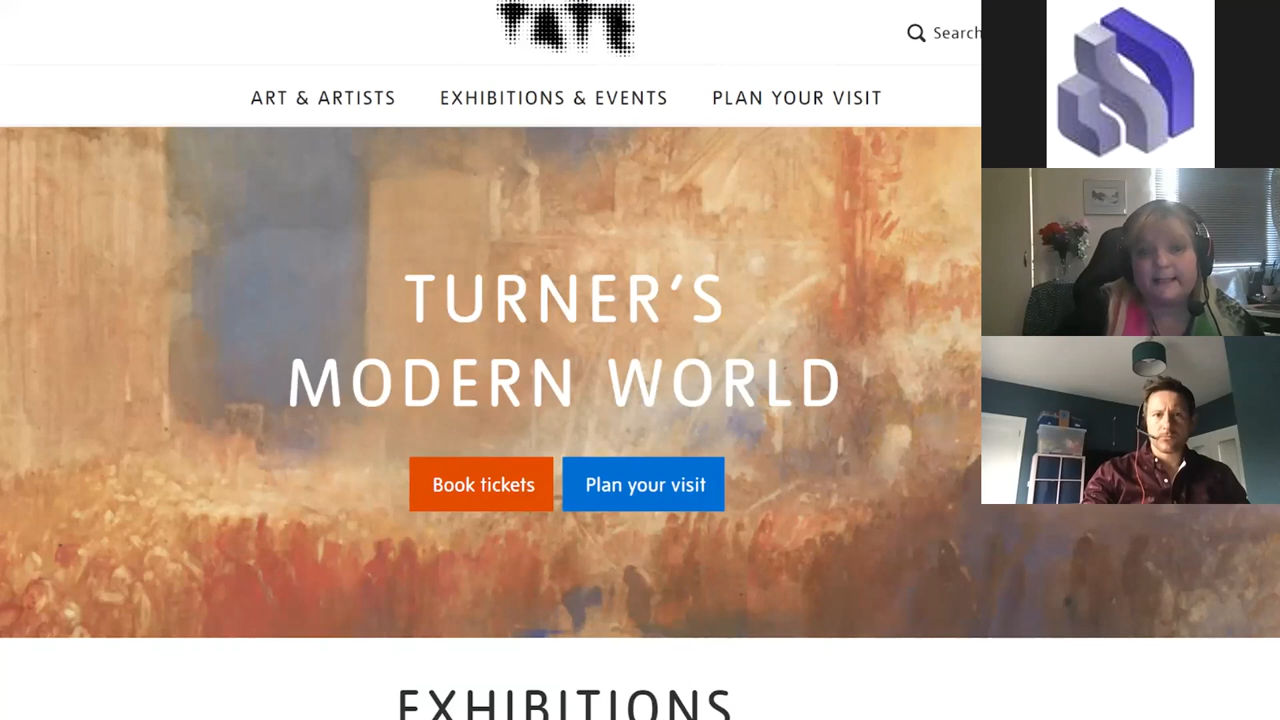 TATE
Search
ART & ARTISTS EXHIBITIONS & EVENTS PLAN YOUR VISIT
TURNER'S
MODERN WORLD
Book tickets Plan your visit
EXHIBITIONS